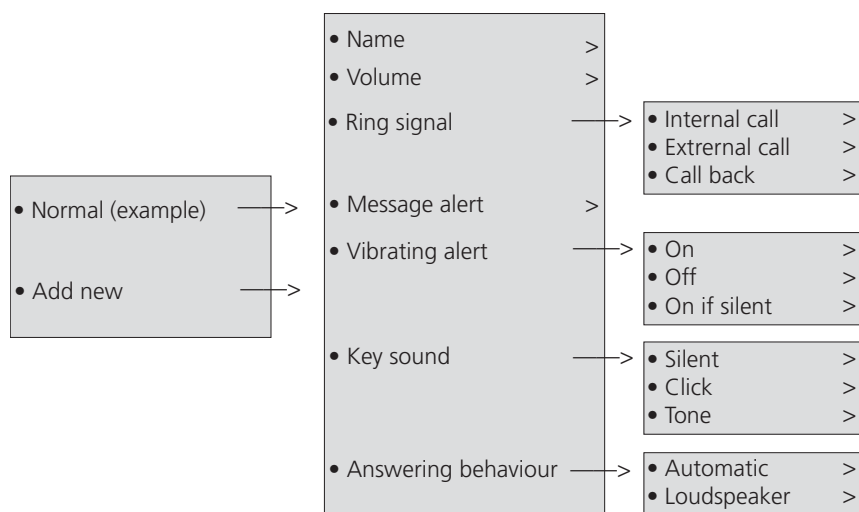 • Normal (example) ——>
• Add new ——>
• Name >
• Volume >
• Ring signal ——>
• Message alert >
• Vibrating alert ——>
• Key sound ——>
• Answering behaviour ——>
• Internal call >
• Extrernal call >
• Call back >
• On >
• Off >
• On if silent >
• Silent >
• Click >
• Tone >
• Automatic >
• Loudspeaker >